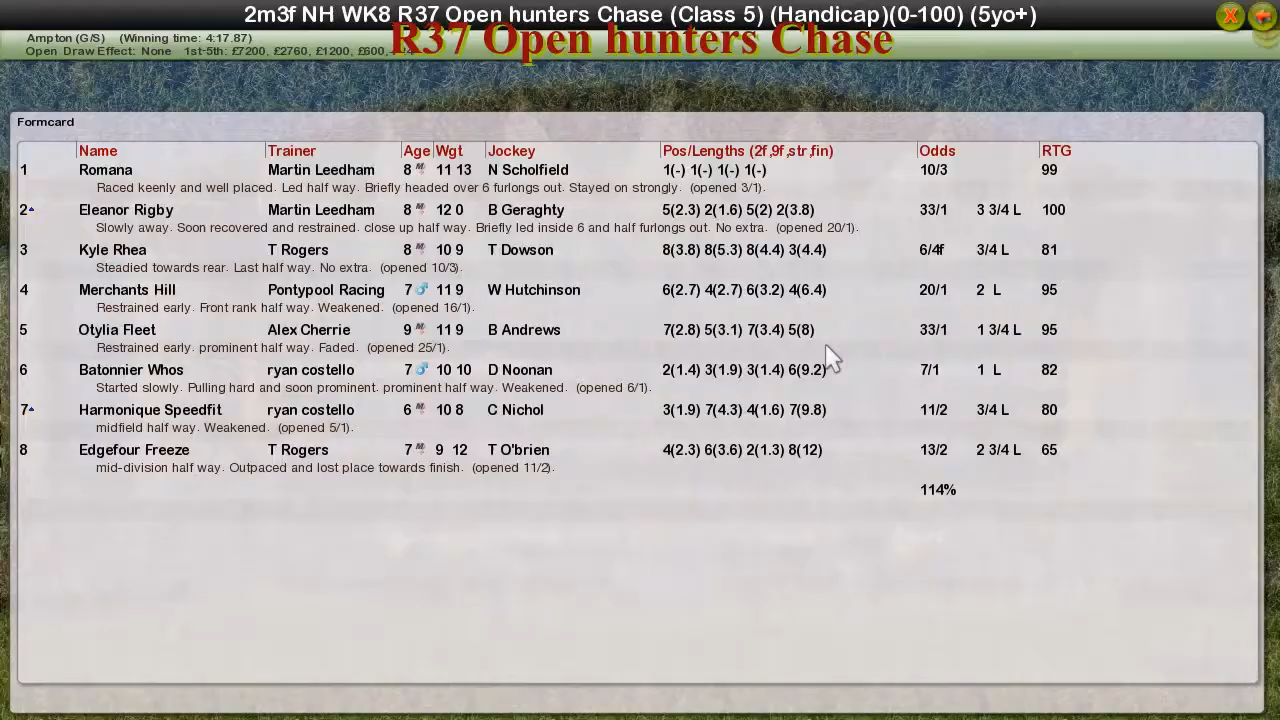 2m3f NH WK8 R37 Open hunters Chase (Class 5) (Handicap)(0-100) (5yo+)
R37 Open hunters Chase
Ampton (G/S) (Winning time: 4:17.87)
Open Draw Effect: None 1st-5th: £7200, £2760, £1200, £600,
Formcard
Name Trainer Age Wgt Jockey Pos/Lengths (2f,9f,str,fin) Odds RTG
1 Romana Martin Leedham 8 11 13 N Scholfield 1(-) 1(-) 1(-) 1(-) 10/3 99
Raced keenly and well placed. Led half way. Briefly headed over 6 furlongs out. Stayed on strongly. (opened 3/1).
2 Eleanor Rigby Martin Leedham 8 12 0 B Geraghty 5(2.3) 2(1.6) 5(2) 2(3.8) 33/1 3 3/4 L 100
Slowly away. Soon recovered and restrained. close up half way. Briefly led inside 6 and half furlongs out. No extra. (opened 20/1).
3 Kyle Rhea T Rogers 8 10 9 T Dowson 8(3.8) 8(5.3) 8(4.4) 3(4.4) 6/4f 3/4 L 81
Steadied towards rear. Last half way. No extra. (opened 10/3).
4 Merchants Hill Pontypool Racing 7 11 9 W Hutchinson 6(2.7) 4(2.7) 6(3.2) 4(6.4) 20/1 2 L 95
Restrained early. Front rank half way. Weakened. (opened 16/1).
5 Otylia Fleet Alex Cherrie 9 11 9 B Andrews 7(2.8) 5(3.1) 7(3.4) 5(8) 33/1 1 3/4 L 95
Restrained early. prominent half way. Faded. (opened 25/1).
6 Batonnier Whos ryan costello 7 10 10 D Noonan 2(1.4) 3(1.9) 3(1.4) 6(9.2) 7/1 1 L 82
Started slowly. Pulling hard and soon prominent. prominent half way. Weakened. (opened 6/1).
7 Harmonique Speedfit ryan costello 6 10 8 C Nichol 3(1.9) 7(4.3) 4(1.6) 7(9.8) 11/2 3/4 L 80
midfield half way. Weakened. (opened 5/1).
8 Edgefour Freeze T Rogers 7 9 12 T O'brien 4(2.3) 6(3.6) 2(1.3) 8(12) 13/2 2 3/4 L 65
mid-division half way. Outpaced and lost place towards finish. (opened 11/2).
114%